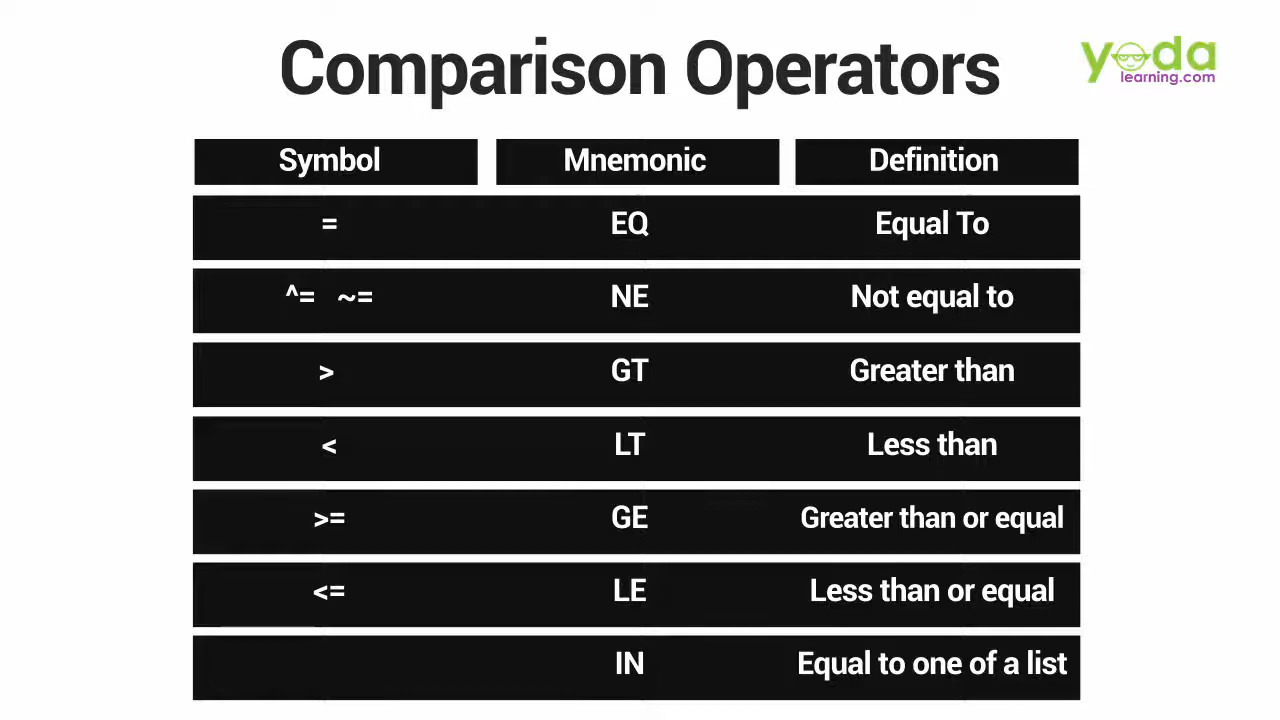 Comparison Operators
yoda
learning.com
Symbol Mnemonic Definition
= EQ Equal To
^= ~= NE Not equal to
> GT Greater than
< LT Less than
>= GE Greater than or equal
<= LE Less than or equal
IN Equal to one of a list